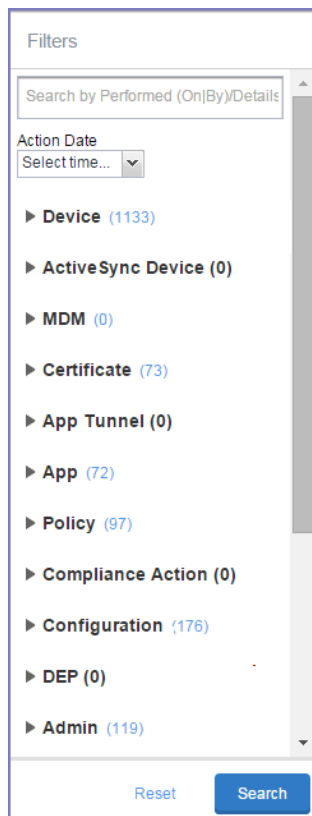 Filters
Search by Performed (On|By)/Details
Action Date
Select time...
Device (1133)
ActiveSync Device (0)
MDM (0)
Certificate (73)
App Tunnel (0)
App (72)
Policy (97)
Compliance Action (0)
Configuration (176)
DEP (0)
Admin (119)
Reset Search